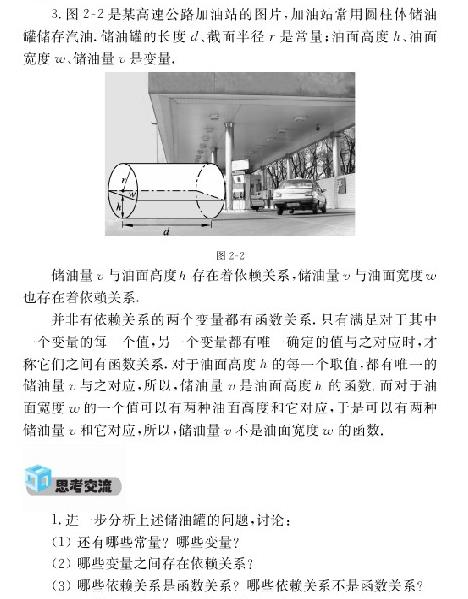 3. 图 2-2 是某高速公路加油站的图片,加油站常用圆柱体储油
罐储存汽油. 储油罐的长度 d、截面半径 r 是常量;油面高度 h、油面
宽度 w、储油量 v 是变量.
r
w
h
d
图 2-2
储油量 v 与油面高度 h 存在着依赖关系,储油量 v 与油面宽度 w
也存在着依赖关系.
并非有依赖关系的两个变量都有函数关系. 只有满足对于其中
一个变量的每一个值,另一个变量都有唯一确定的值与之对应时,才
称它们之间有函数关系. 对于油面高度 h 的每一个取值,都有唯一的
储油量 v 与之对应,所以,储油量 v 是油面高度 h 的函数. 而对于油
面宽度 w 的一个值可以有两种油面高度和它对应,于是可以有两种
储油量 v 和它对应,所以,储油量 v 不是油面宽度 w 的函数.
思考交流
1. 进一步分析上述储油罐的问题,讨论:
(1) 还有哪些常量? 哪些变量?
(2) 哪些变量之间存在依赖关系?
(3) 哪些依赖关系是函数关系? 哪些依赖关系不是函数关系?